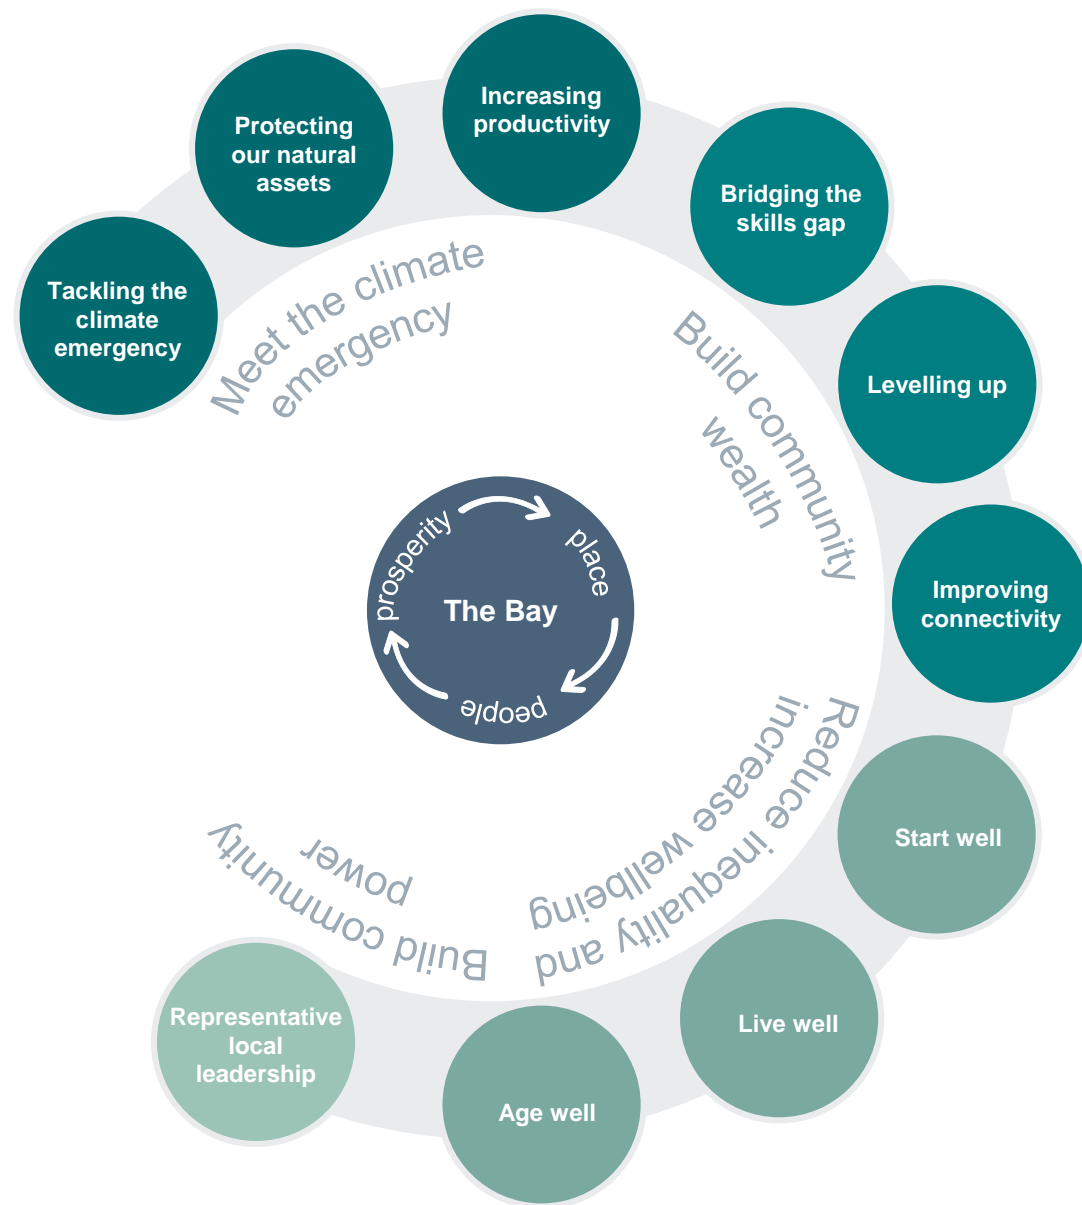 Increasing
productivity
Protecting
our natural
assets
Bridging the
skills gap
Tackling the
climate
emergency
Levelling up
Meet the climate
emergency
Build community
wealth
Improving
connectivity
prosperity
place
The Bay
people
Reduce inequality and
increase wellbeing
Start well
Build community
power
Live well
Representative
local
leadership
Age well